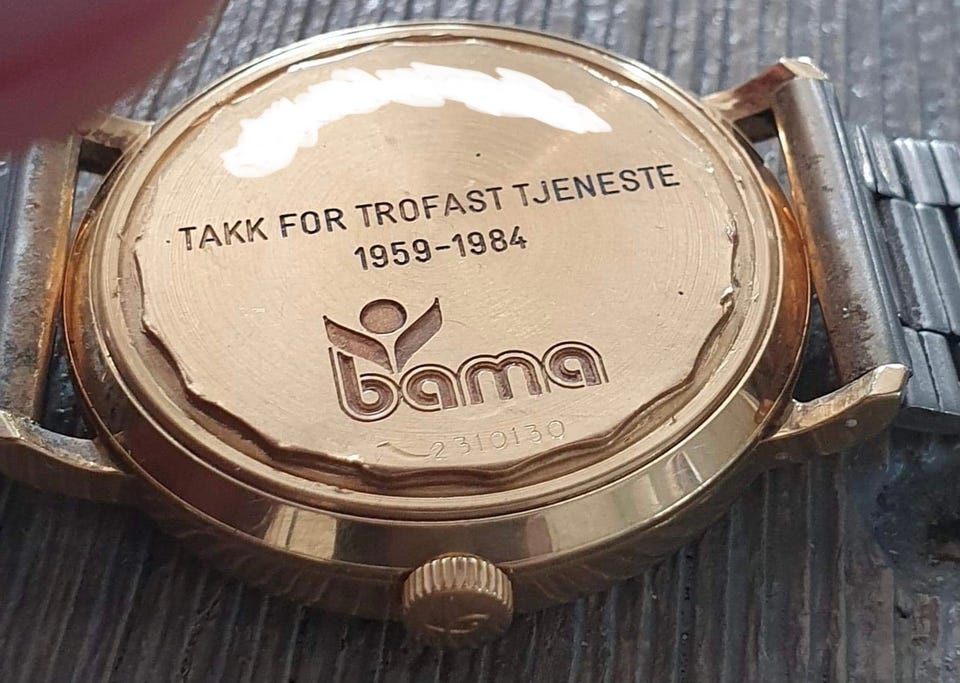 TAKK FOR TROFAST TJENESTE
1959-1984
bama
2310130